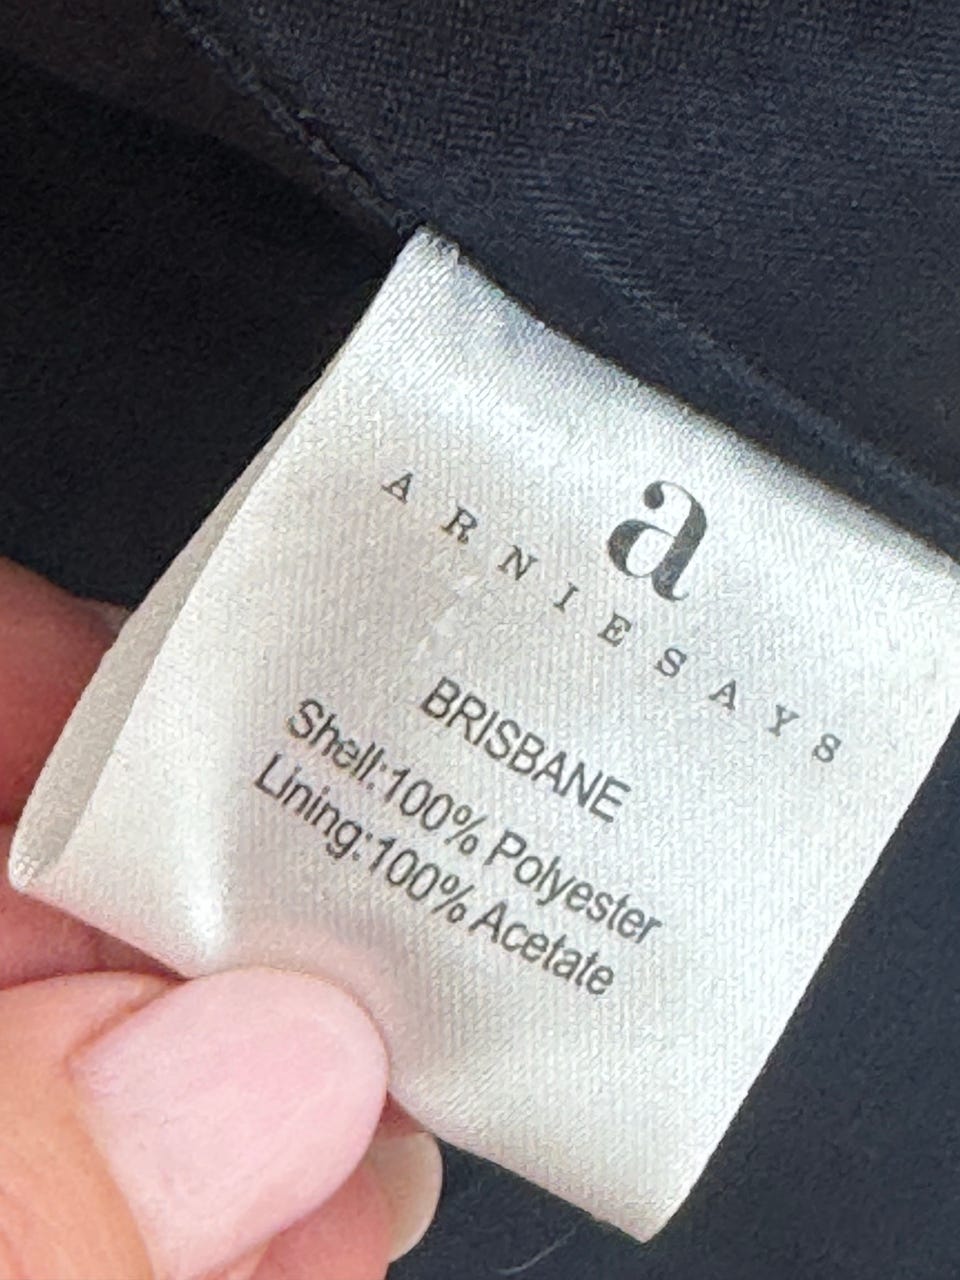 a
ARNIESAYS
BRISBANE
Shell:100% Polyester
Lining:100% Acetate